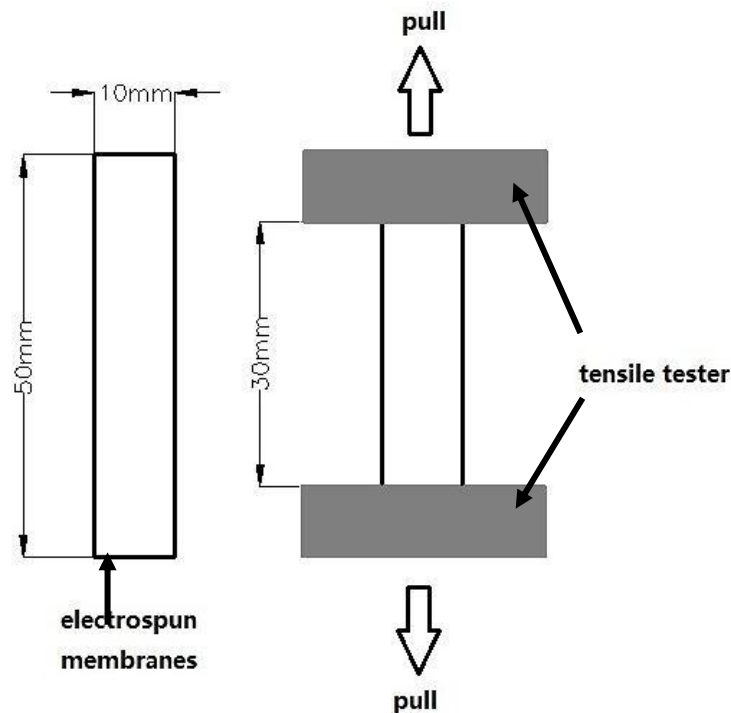 pull
10mm
50mm
30mm
tensile tester
electrospun
membranes
pull